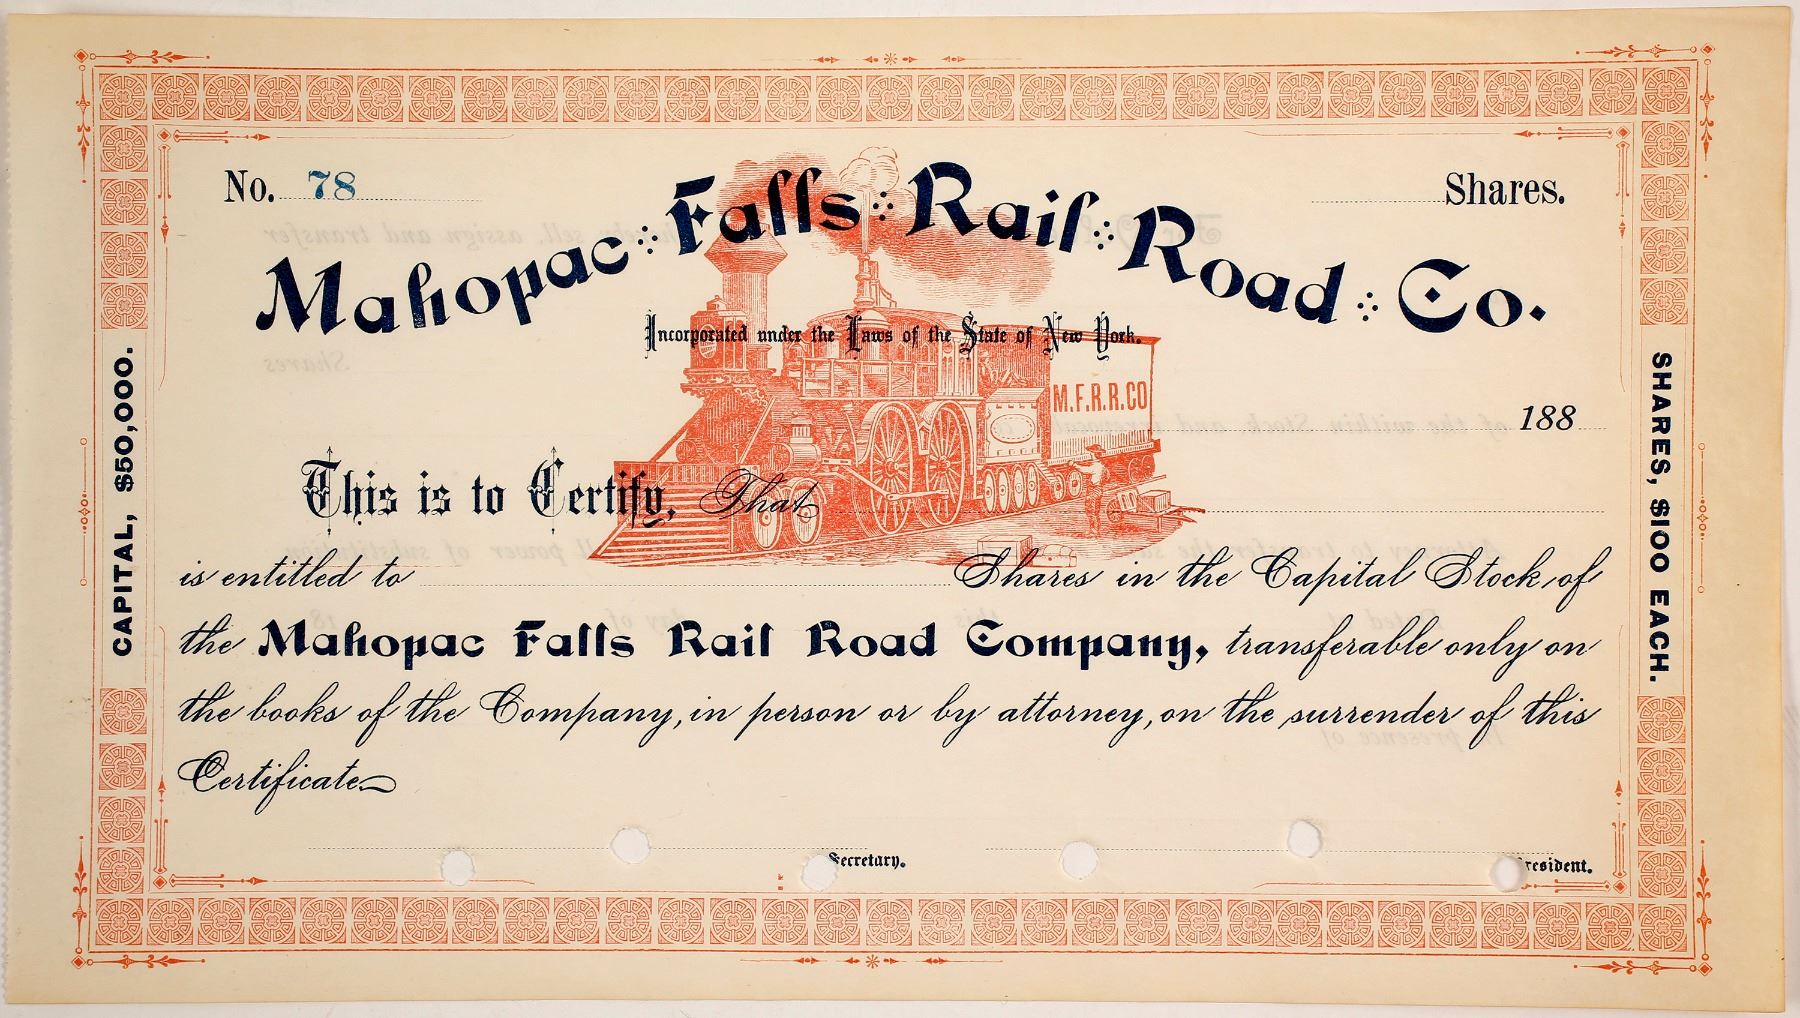 No. 78
Shares.
Mahopac Falls Rail Road Co.
Incorporated under the Laws of the State of New York.
M.F.R.R.CO
188
This is to Certify, That
is entitled to Shares in the Capital Stock of
the Mahopac Falls Rail Road Company, transferable only on
the books of the Company, in person or by attorney, on the surrender of this
Certificate
Secretary.
President.
CAPITAL, $50,000.
SHARES, $100 EACH.